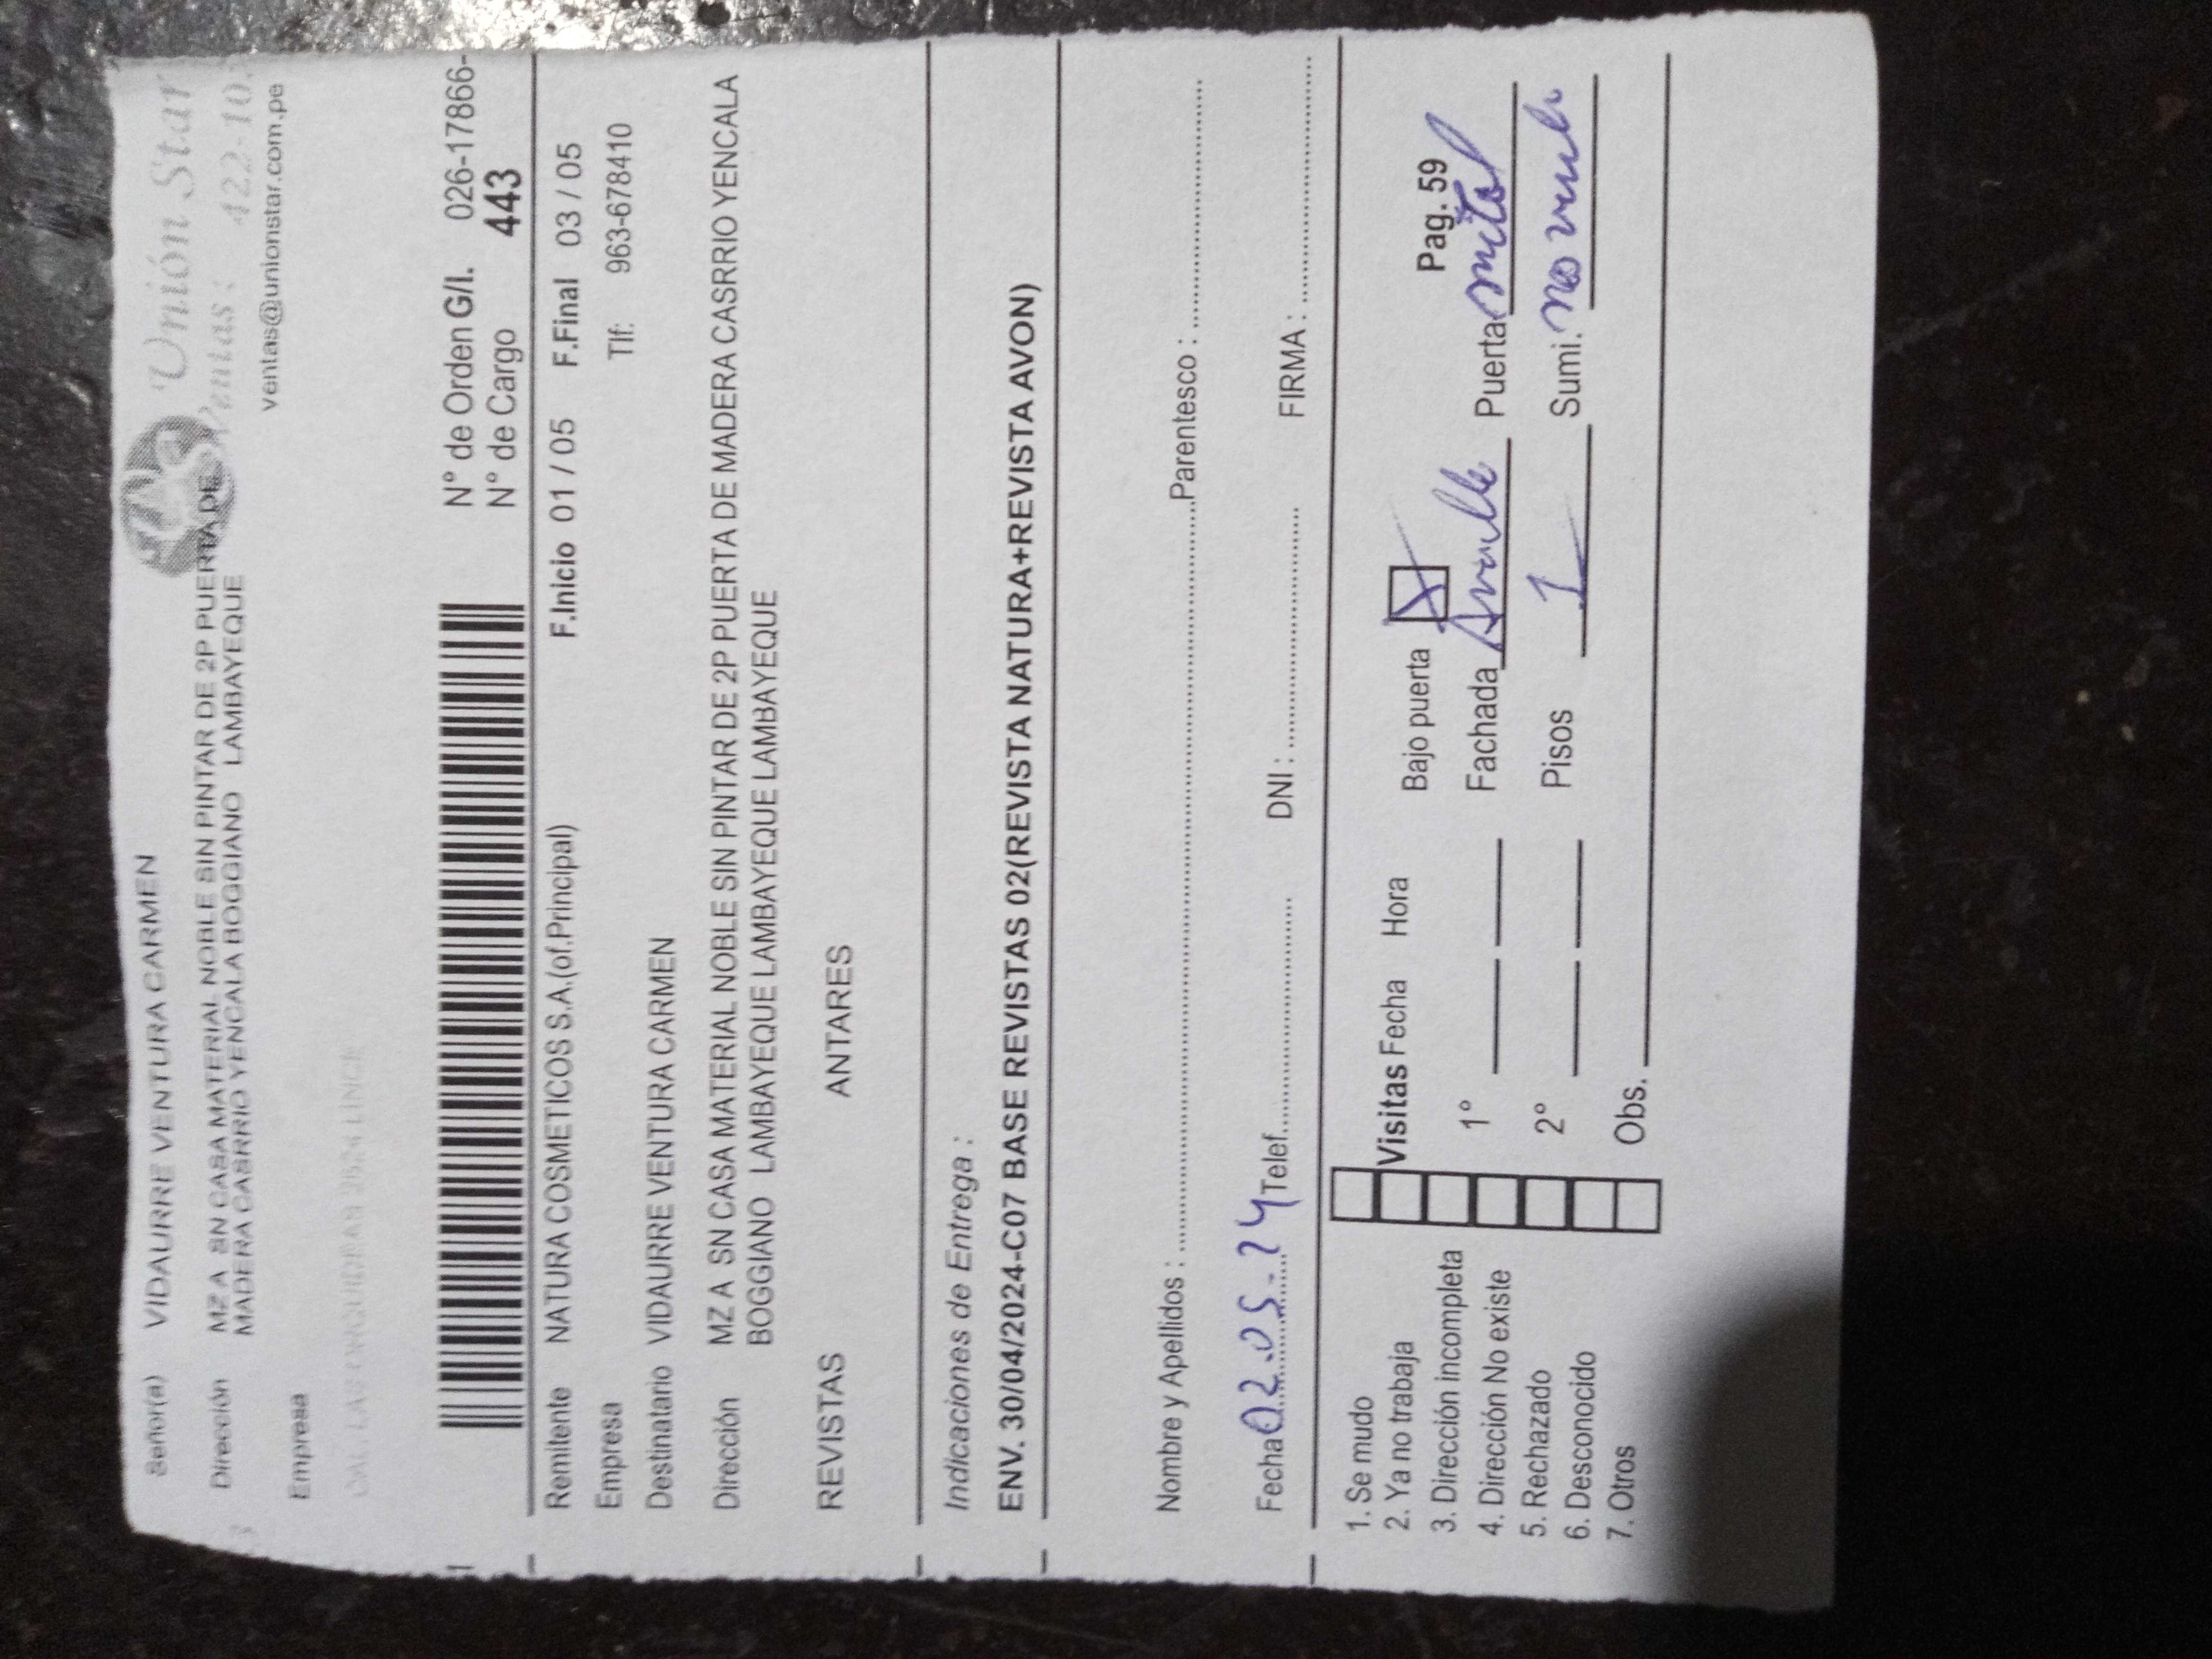 Señor(a) VIDAURRE VENTURA CARMEN
Unión Star
Dirección MZ A SN CASA MATERIAL NOBLE SIN PINTAR DE 2P PUERTA DE
MADERA CASRRIO YENCALA BOGGIANO LAMBAYEQUE
Ventas: 422-10
ventas@unionstar.com.pe
Empresa
N° de Orden G/I. 026-17866-
N° de Cargo 443
Remitente NATURA COSMETICOS S.A.(of.Principal) F.Inicio 01 / 05 F.Final 03 / 05
Empresa Tlf: 963-678410
Destinatario VIDAURRE VENTURA CARMEN
Dirección MZ A SN CASA MATERIAL NOBLE SIN PINTAR DE 2P PUERTA DE MADERA CASRRIO YENCALA
BOGGIANO LAMBAYEQUE LAMBAYEQUE LAMBAYEQUE LAMBAYEQUE
REVISTAS ANTARES
Indicaciones de Entrega :
ENV. 30/04/2024-C07 BASE REVISTAS 02(REVISTA NATURA+REVISTA AVON)
Nombre y Apellidos : Parentesco :
Fecha 02.05-24 Telef. DNI : FIRMA :
1. Se mudo
2. Ya no trabaja
3. Dirección incompleta
4. Dirección No existe
5. Rechazado
6. Desconocido
7. Otros
Visitas Fecha Hora Bajo puerta Pag. 59
1° Fachada Puerta
2° Pisos 1 Sumi. no
Obs.